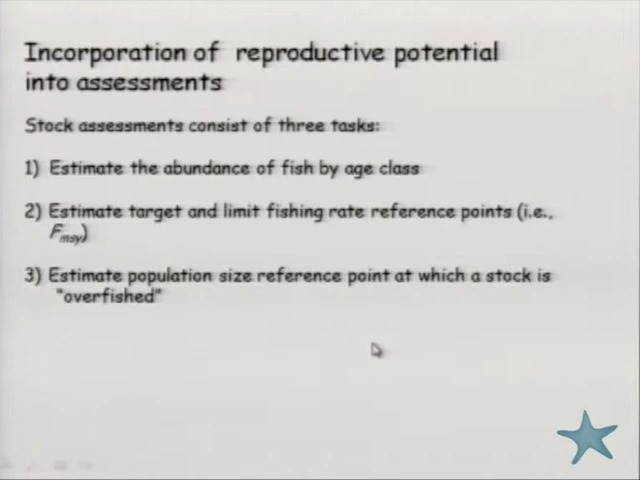 Incorporation of reproductive potential
into assessments
Stock assessments consist of three tasks:
1) Estimate the abundance of fish by age class
2) Estimate target and limit fishing rate reference points (i.e.,
Fmsy)
3) Estimate population size reference point at which a stock is
"overfished"